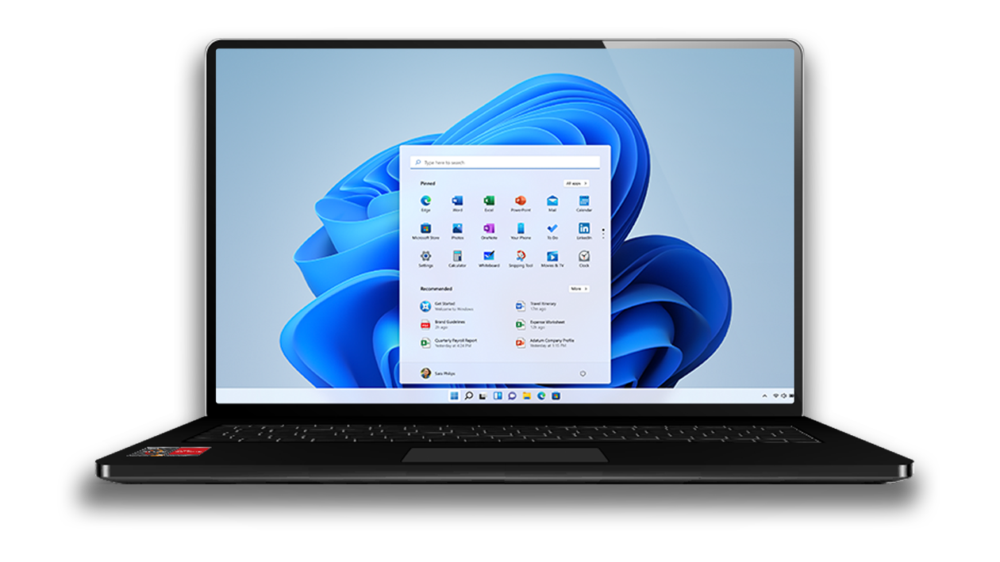 Type here to search
Pinned
All apps
Edge
Word
Excel
PowerPoint
Mail
Calendar
Microsoft Store
Photos
OneNote
Your Phone
To Do
LinkedIn
Settings
Calculator
Whiteboard
Snipping Tool
Movies & TV
Clock
Recommended
More
Get Started
Welcome to Windows
Travel Itinerary
17m ago
Brand Guidelines
2h ago
Expense Worksheet
12h ago
Quarterly Payroll Report
Yesterday at 4:24 PM
Adatum Company Profile
Yesterday at 1:15 PM
Sara Philips